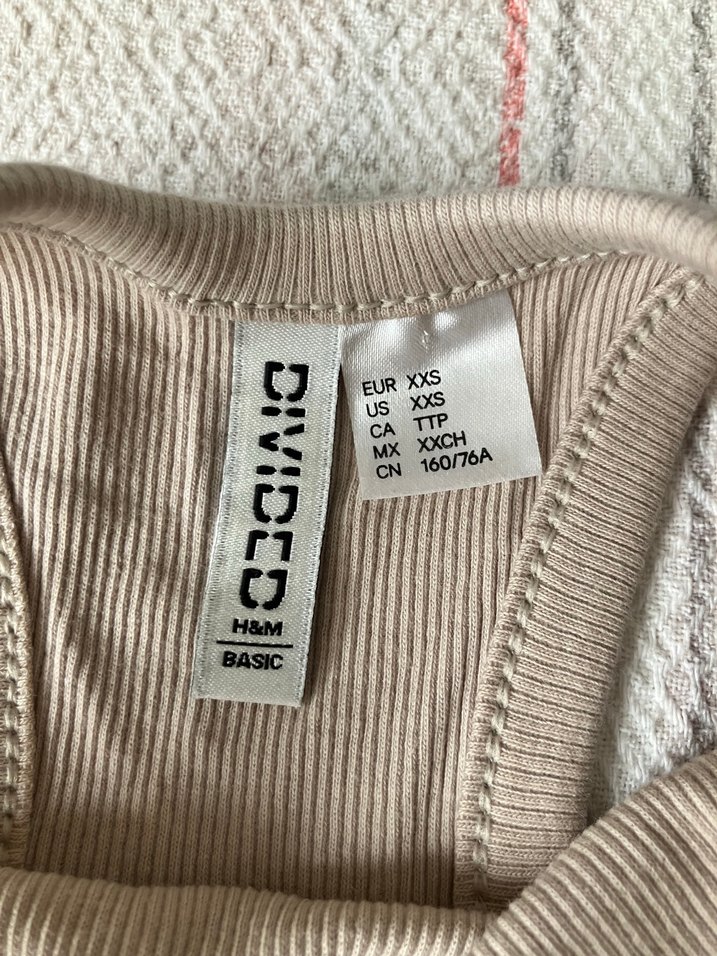 DIVIDED
H&M
BASIC
EUR XXS
US XXS
CA TTP
MX XXCH
CN 160/76A